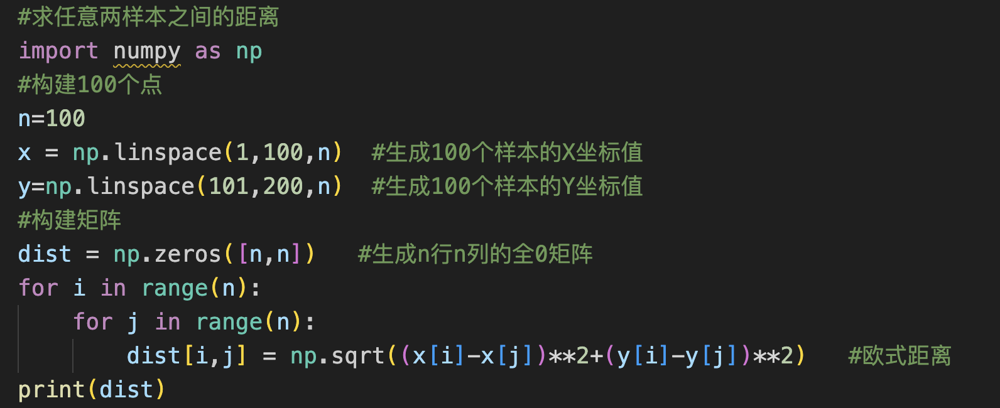 #求任意两样本之间的距离
import numpy as np
#构建100个点
n=100
x = np.linspace(1,100,n)  #生成100个样本的X坐标值
y=np.linspace(101,200,n)  #生成100个样本的Y坐标值
#构建矩阵
dist = np.zeros([n,n])   #生成n行n列的全0矩阵
for i in range(n):
    for j in range(n):
        dist[i,j] = np.sqrt((x[i]-x[j])**2+(y[i]-y[j])**2)   #欧式距离
print(dist)